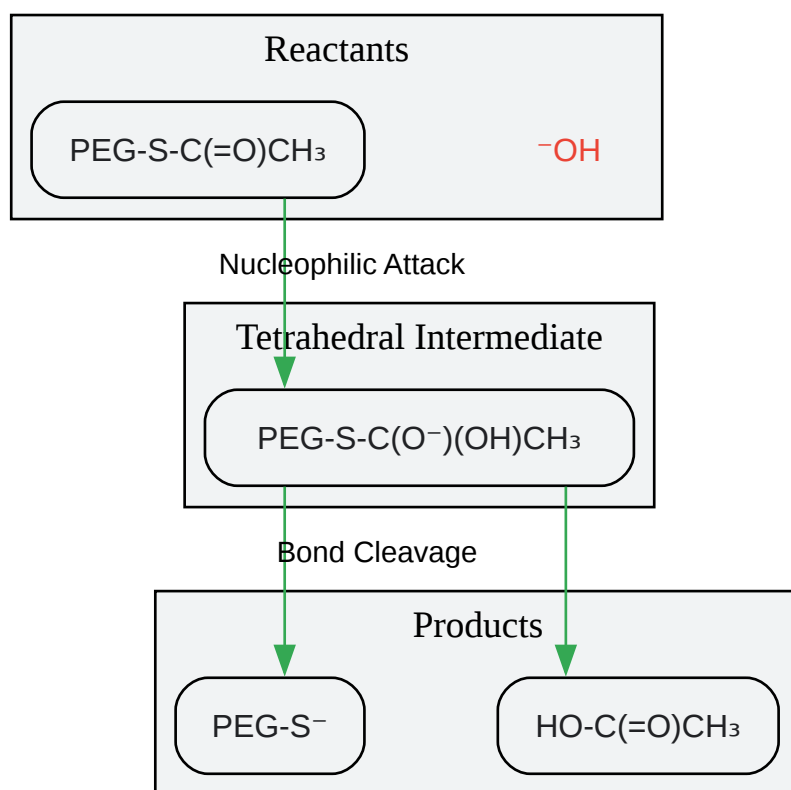 Reactants
PEG-S-C(=O)CH₃
⁻OH
Nucleophilic Attack
Tetrahedral Intermediate
PEG-S-C(O⁻)(OH)CH₃
Bond Cleavage
Products
PEG-S⁻
HO-C(=O)CH₃